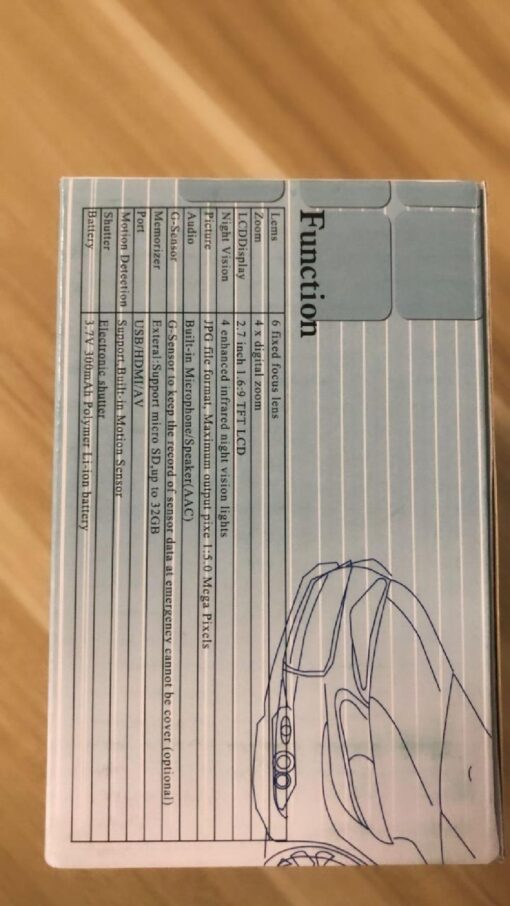 Function
Lems 6 fixed focus lens
Zoom 4 x digital zoom
LCDDisplay 2.7 inch 1.6:9 TFT LCD
Night Vision 4 enhanced infrared night vision lights
Picture JPG file format, Maximum output pixe 1:5.0 Mega Pixels
Audio Built-in Microphone/Speaker(AAC)
G-Sensor G-Sensor to keep the record of sensor data at emergency cannot be cover (optional)
Memorizer Exteral:Support micro SD,up to 32GB
Port USB/HDMI/AV
Motion Detection Support,Built-in Motion Sensor
Shutter Electronic shutter
Battery 3.7V 300mAh Polymer Li-ion battery